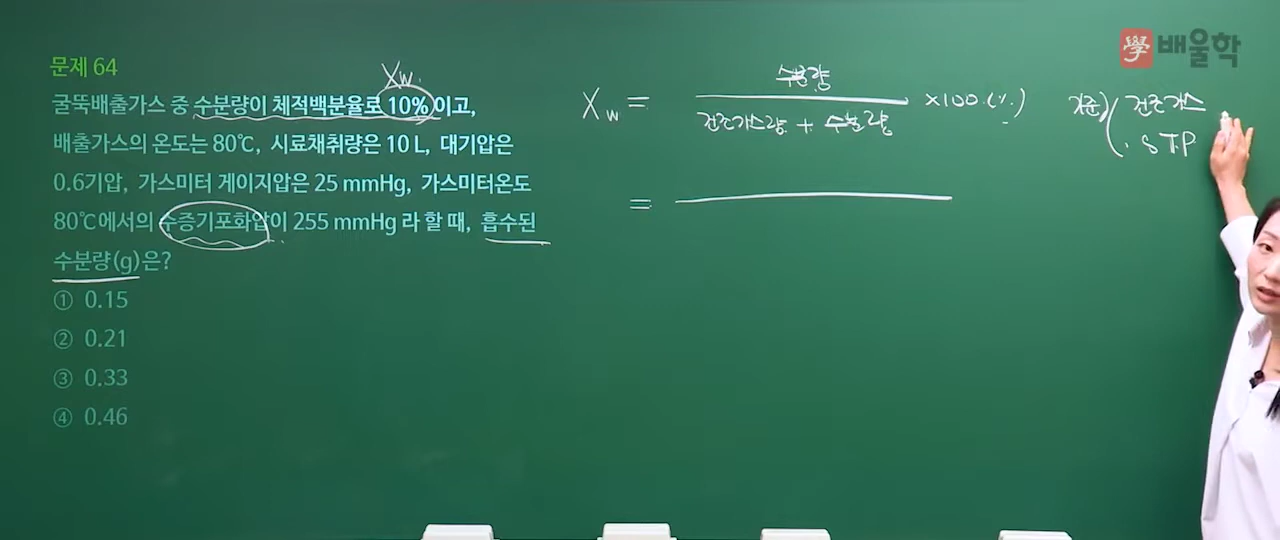 學 배울학
문제 64
Xw.
굴뚝배출가스 중 수분량이 체적백분율로 10%이고,
배출가스의 온도는 80℃, 시료채취량은 10 L, 대기압은
0.6기압, 가스미터 게이지압은 25 mmHg, 가스미터온도
80℃에서의 수증기포화압이 255 mmHg 라 할 때, 흡수된
수분량(g)은?
① 0.15
② 0.21
③ 0.33
④ 0.46
Xw = 수분량 / 건조가스량 + 수분량 ×100(%)
=
기준) ( 건조가스
· STP